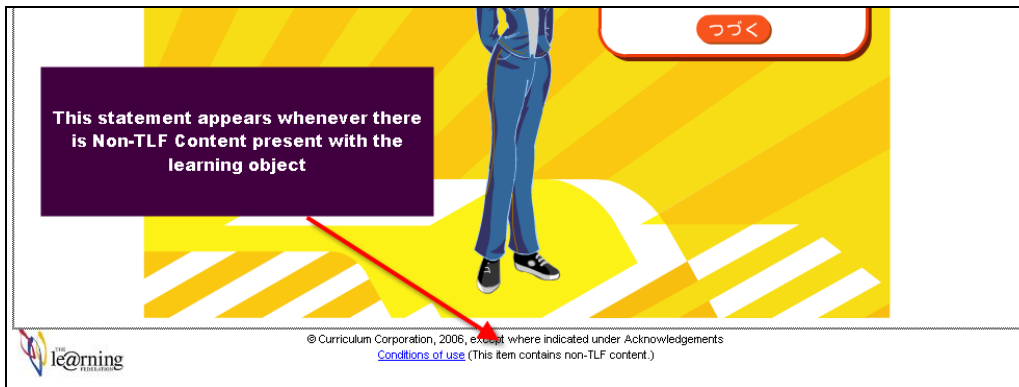 つづく
This statement appears whenever there
is Non-TLF Content present with the
learning object
© Curriculum Corporation, 2006, except where indicated under Acknowledgements
Conditions of use (This item contains non-TLF content.)
THE
le@rning
FEDERATION